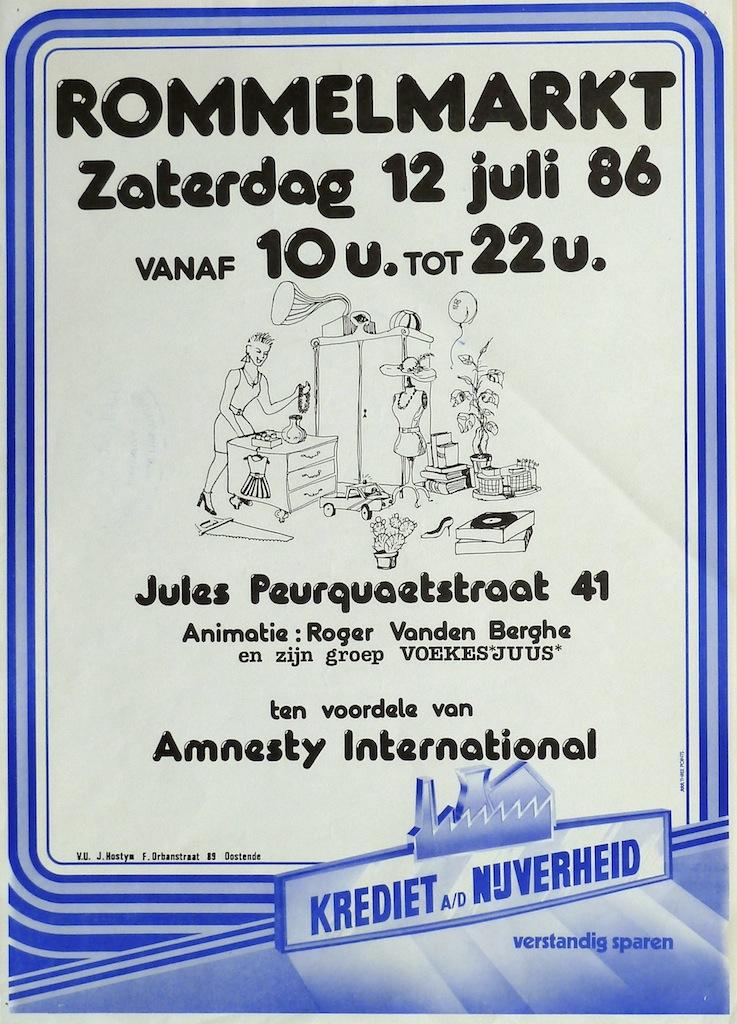 ROMMELMARKT
Zaterdag 12 juli 86
VANAF 10 u. TOT 22 u.
Jules Peurquaetstraat 41
Animatie: Roger Vanden Berghe
en zijn groep VOEKES*JUUS*
ten voordele van
Amnesty International
V.U. J.Hostyn F.Orbanstraat 89 Oostende
KREDIET A/D NIJVERHEID
verstandig sparen